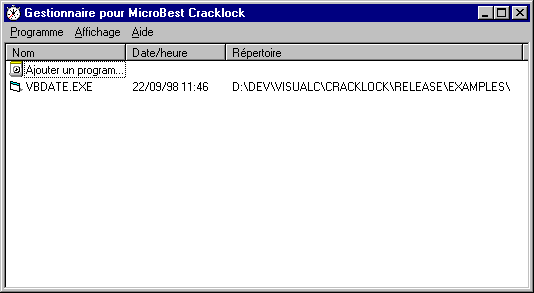 Gestionnaire pour MicroBest Cracklock
Programme Affichage Aide
Nom Date/heure Répertoire
Ajouter un program...
VBDATE.EXE 22/09/98 11:46 D:\DEV\VISUALC\CRACKLOCK\RELEASE\EXAMPLES\